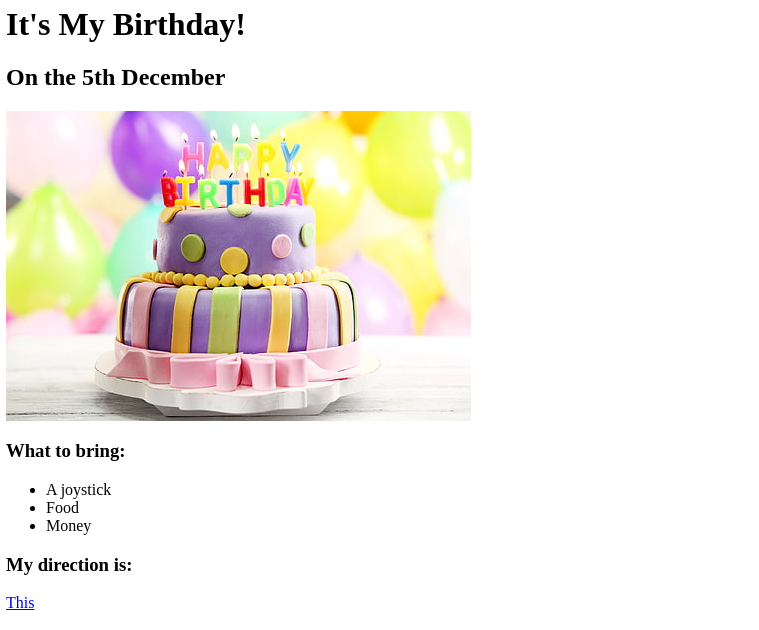 It's My Birthday!
On the 5th December
HAPPY
BIRTHDAY
What to bring:
A joystick
Food
Money
My direction is:
This